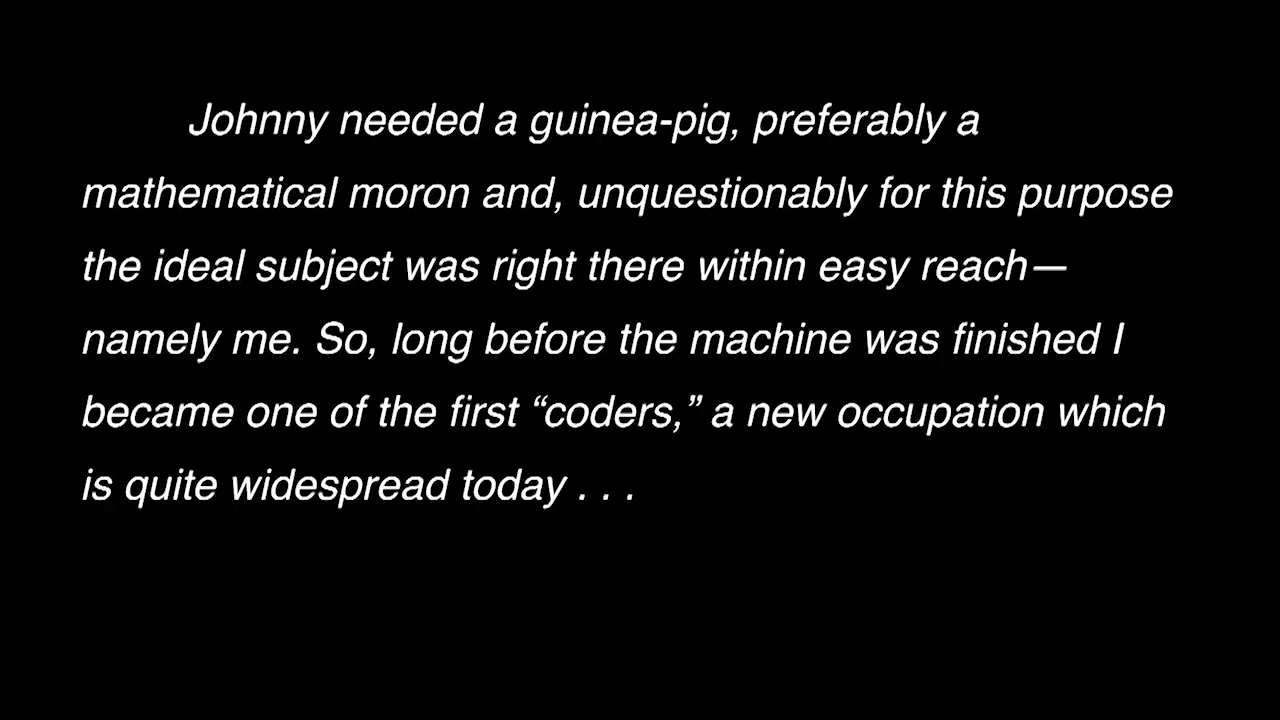 Johnny needed a guinea-pig, preferably a
mathematical moron and, unquestionably for this purpose
the ideal subject was right there within easy reach—
namely me. So, long before the machine was finished I
became one of the first “coders,” a new occupation which
is quite widespread today . . .